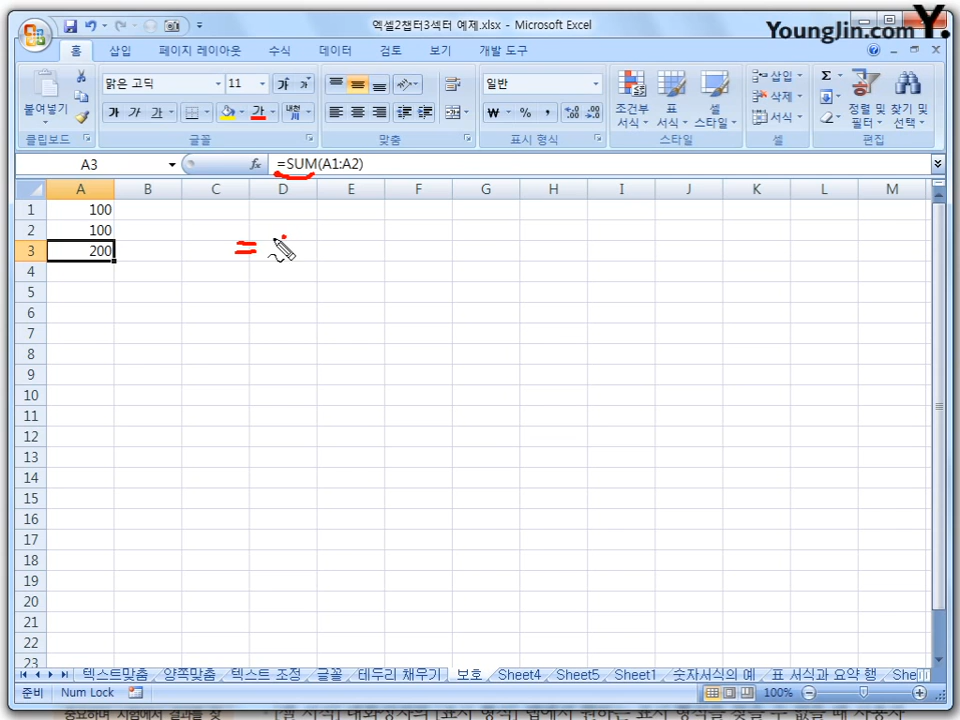 엑셀2챕터3섹터 예제.xlsx - Microsoft Excel
YoungJin.com Y.
홈 삽입 페이지 레이아웃 수식 데이터 검토 보기 개발 도구
붙여넣기
클립보드
맑은 고딕 11
가 가 가 가 가
글꼴
맞춤
일반
₩ % ,
표시 형식
조건부 서식
표 서식
셀 스타일
스타일
삽입
삭제
서식
셀
Σ
정렬 및 필터
찾기 및 선택
편집
A3 fx =SUM(A1:A2)
A B C D E F G H I J K L M
1 100
2 100
3 200 =
4
5
6
7
8
9
10
11
12
13
14
15
16
17
18
19
20
21
22
23
텍스트맞춤 양쪽맞춤 텍스트 조정 글꼴 테두리 채우기 보호 Sheet4 Sheet5 Sheet1 숫자서식의 예 표 서식과 요약 행 She
준비 Num Lock 100%